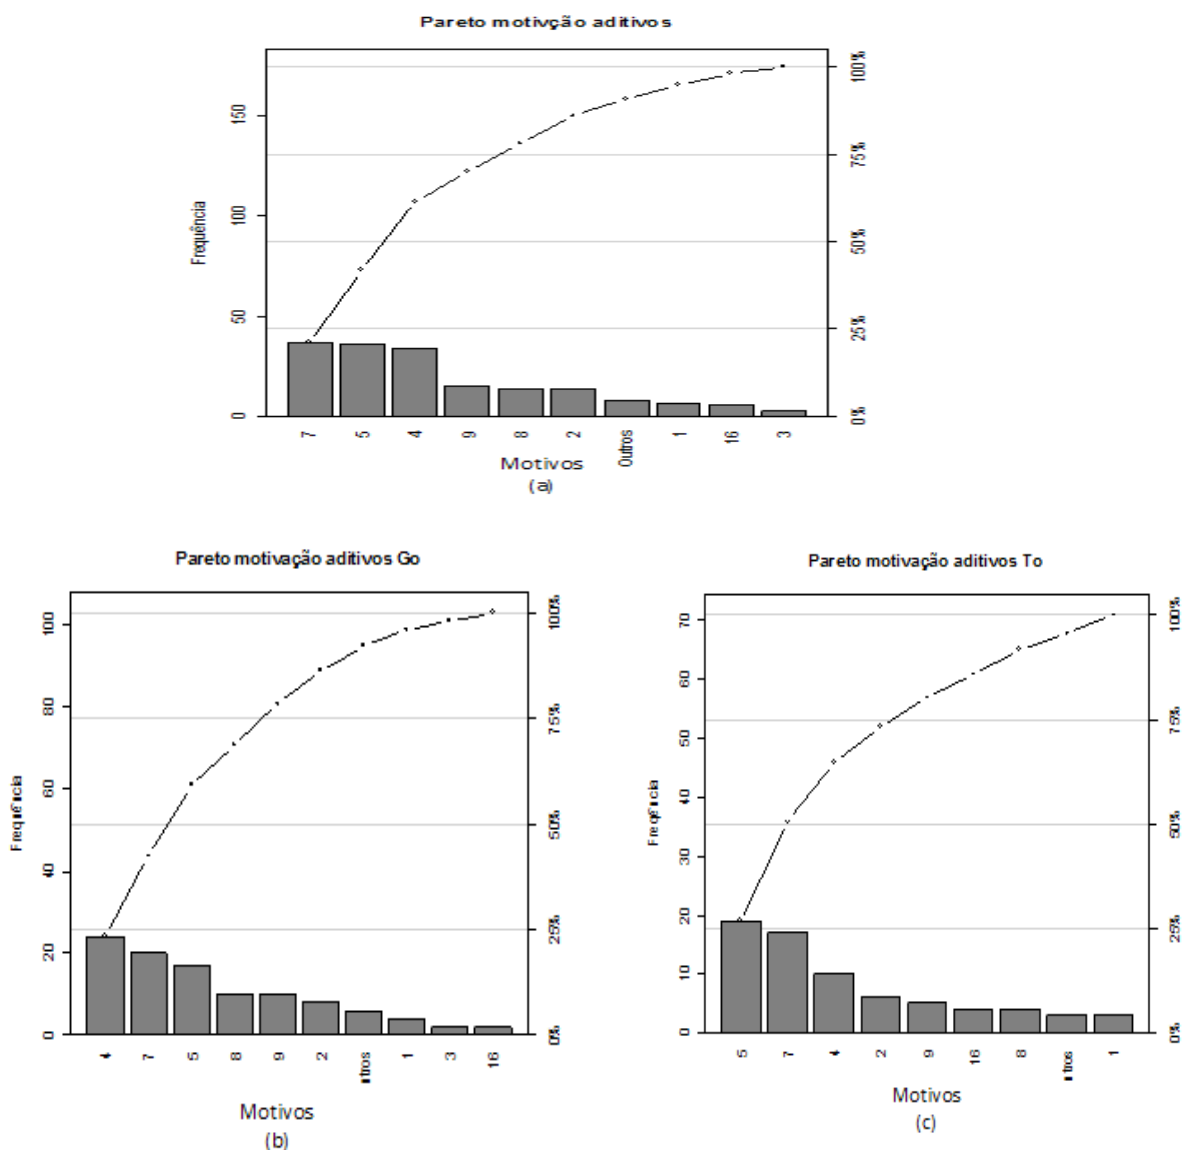 Pareto motivção aditivos
Frequência
0 50 100 150
0% 25% 50% 75% 100%
7 5 4 9 8 2 Outros 1 16 3
Motivos
(a)
Pareto motivação aditivos Go
Frequência
0 20 40 60 80 100
0% 25% 50% 75% 100%
4 7 5 8 9 2 utros 1 3 16
Motivos
(b)
Pareto motivação aditivos To
Freqência
0 10 20 30 40 50 60 70
0% 25% 50% 75% 100%
5 7 4 2 9 16 8 utros 1
Motivos
(c)